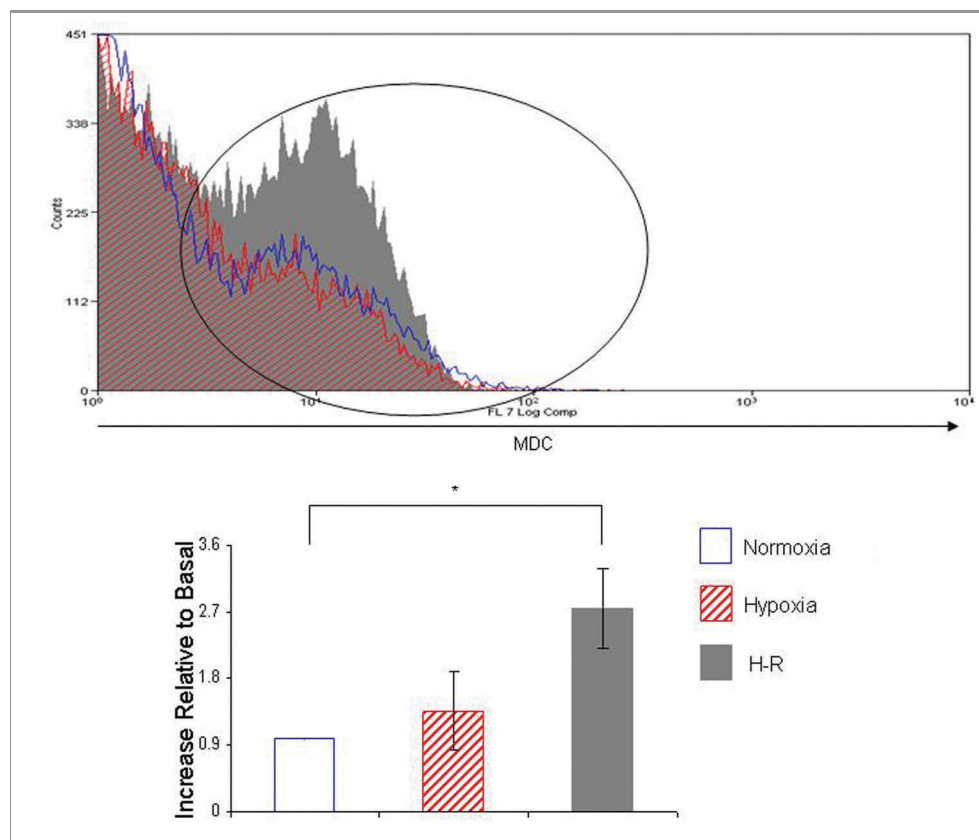 451
338
225
112
0
Counts
10⁰
10¹
10²
10³
10⁴
FL 7 Log Comp
MDC
*
Increase Relative to Basal
3.6
2.7
1.8
0.9
0
Normoxia
Hypoxia
H-R